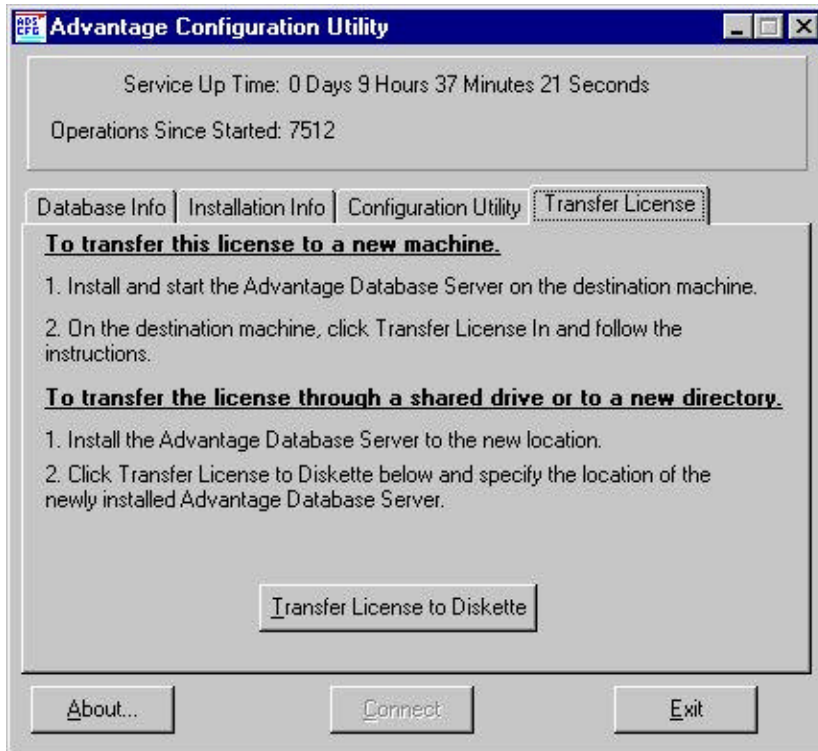 ADS CFG Advantage Configuration Utility
Service Up Time: 0 Days 9 Hours 37 Minutes 21 Seconds
Operations Since Started: 7512
Database Info Installation Info Configuration Utility Transfer License
To transfer this license to a new machine.
1. Install and start the Advantage Database Server on the destination machine.
2. On the destination machine, click Transfer License In and follow the
instructions.
To transfer the license through a shared drive or to a new directory.
1. Install the Advantage Database Server to the new location.
2. Click Transfer License to Diskette below and specify the location of the
newly installed Advantage Database Server.
Transfer License to Diskette
About... Connect Exit